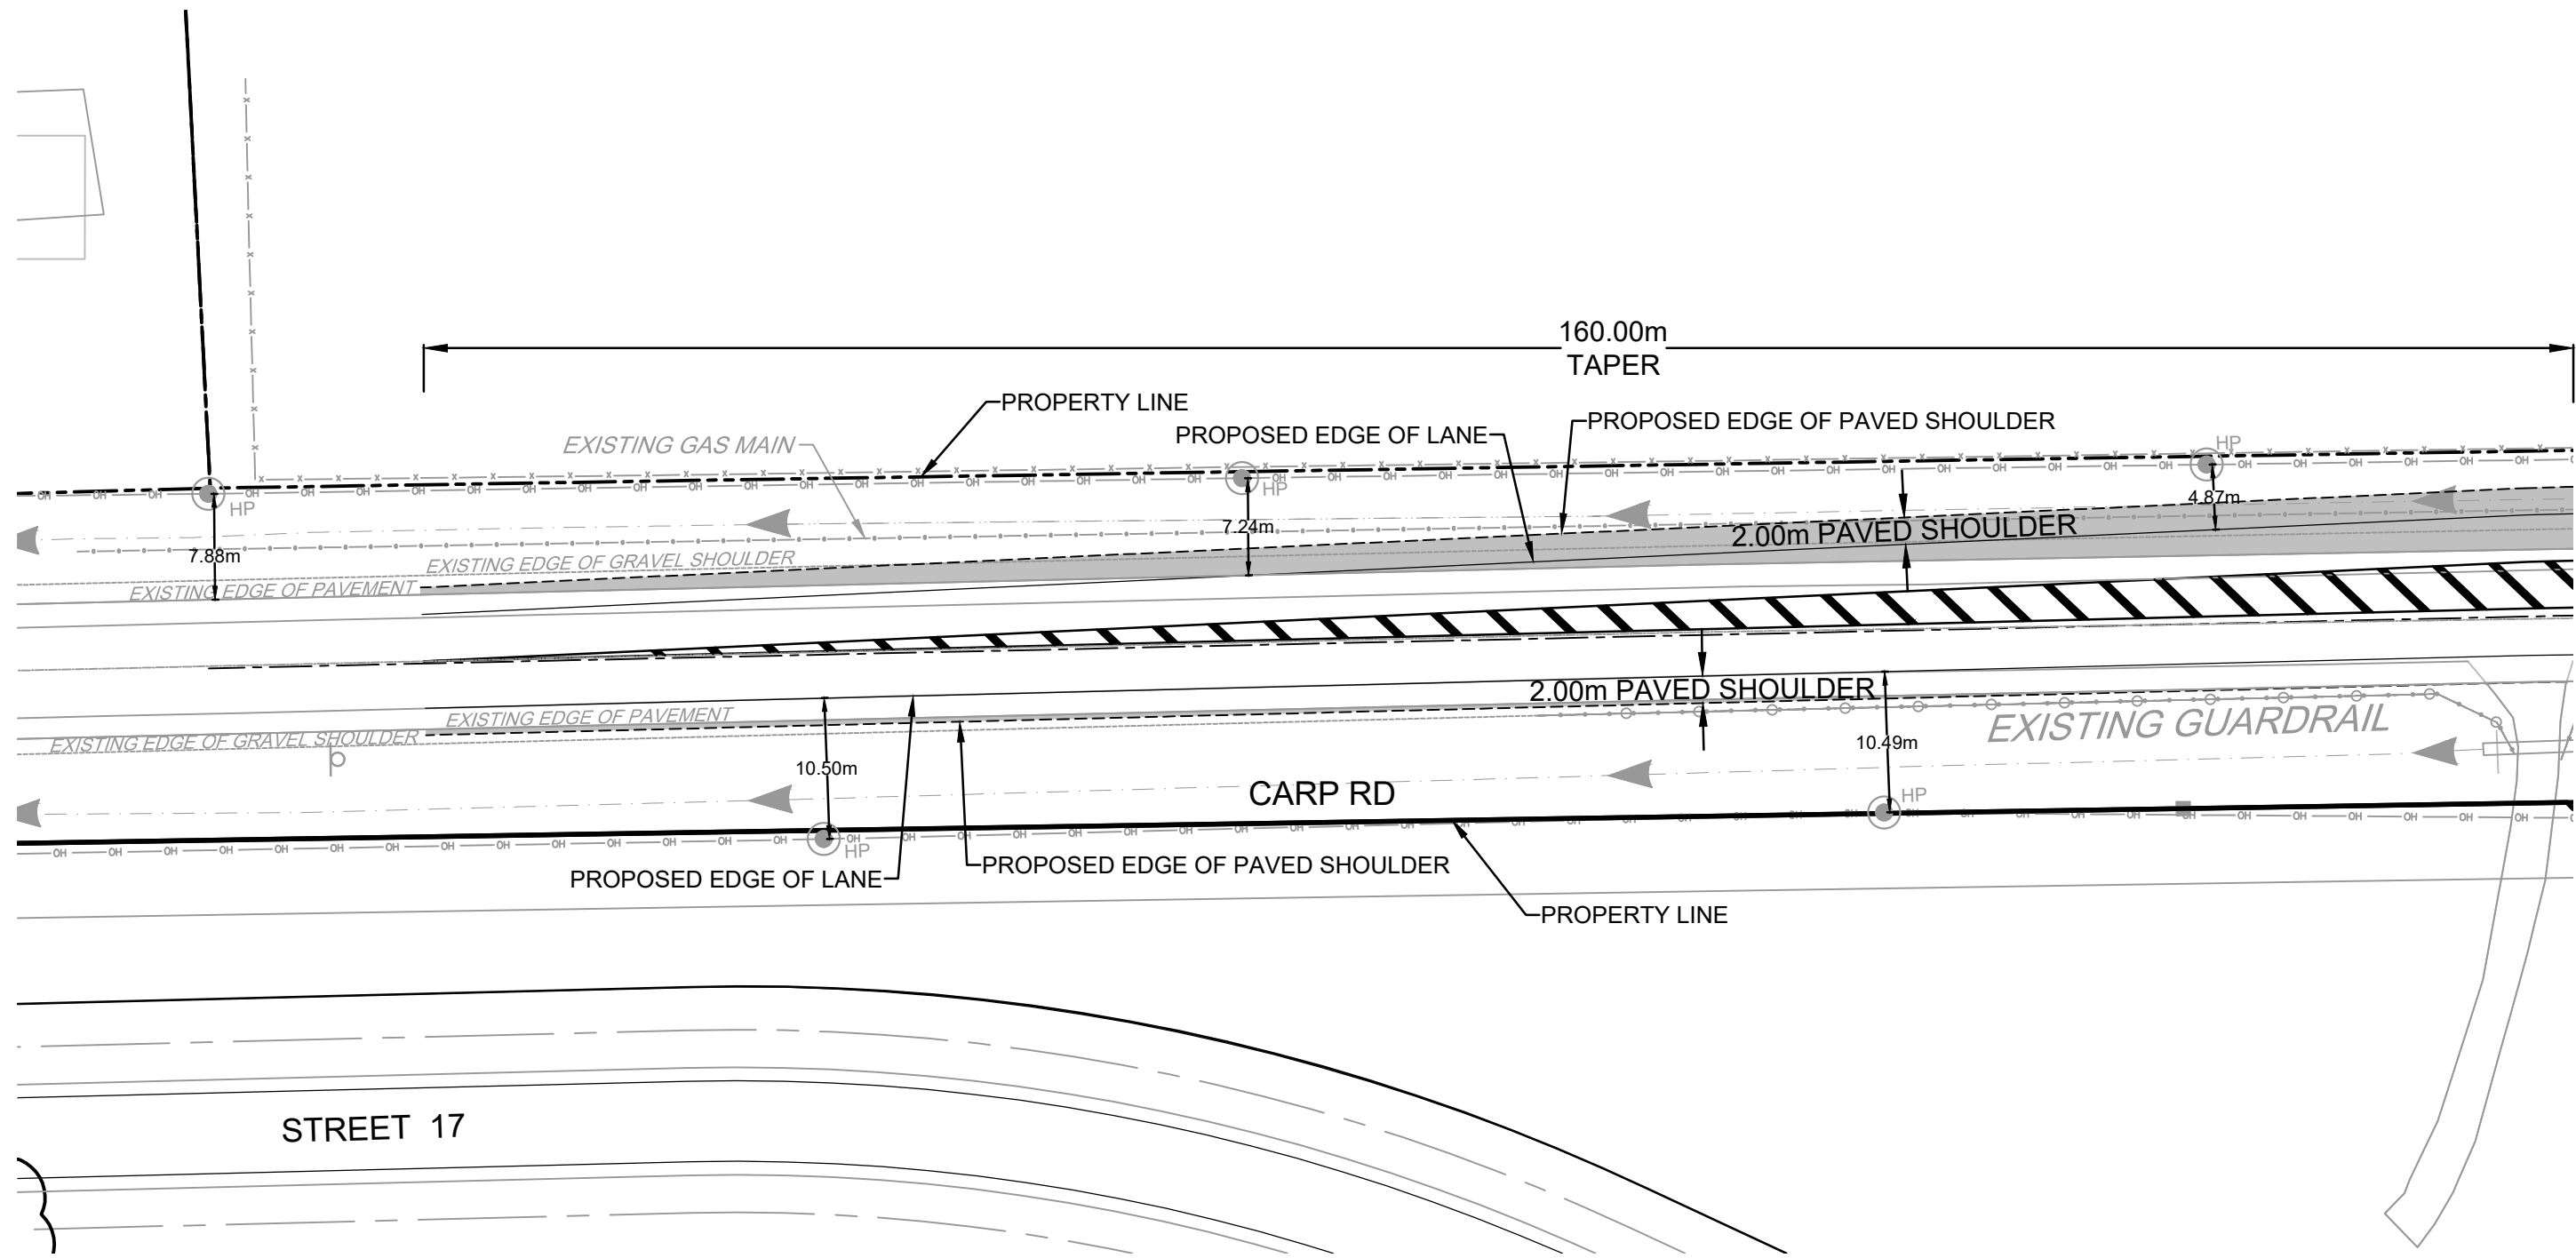 160.00m
TAPER
PROPERTY LINE
PROPOSED EDGE OF PAVED SHOULDER
PROPOSED EDGE OF LANE
EXISTING GAS MAIN
HP
HP
HP
HP
HP
4.87m
7.24m
7.88m
2.00m PAVED SHOULDER
EXISTING EDGE OF GRAVEL SHOULDER
EXISTING EDGE OF PAVEMENT
2.00m PAVED SHOULDER
EXISTING EDGE OF PAVEMENT
EXISTING EDGE OF GRAVEL SHOULDER
EXISTING GUARDRAIL
10.49m
10.50m
CARP RD
PROPOSED EDGE OF PAVED SHOULDER
PROPOSED EDGE OF LANE
PROPERTY LINE
STREET 17